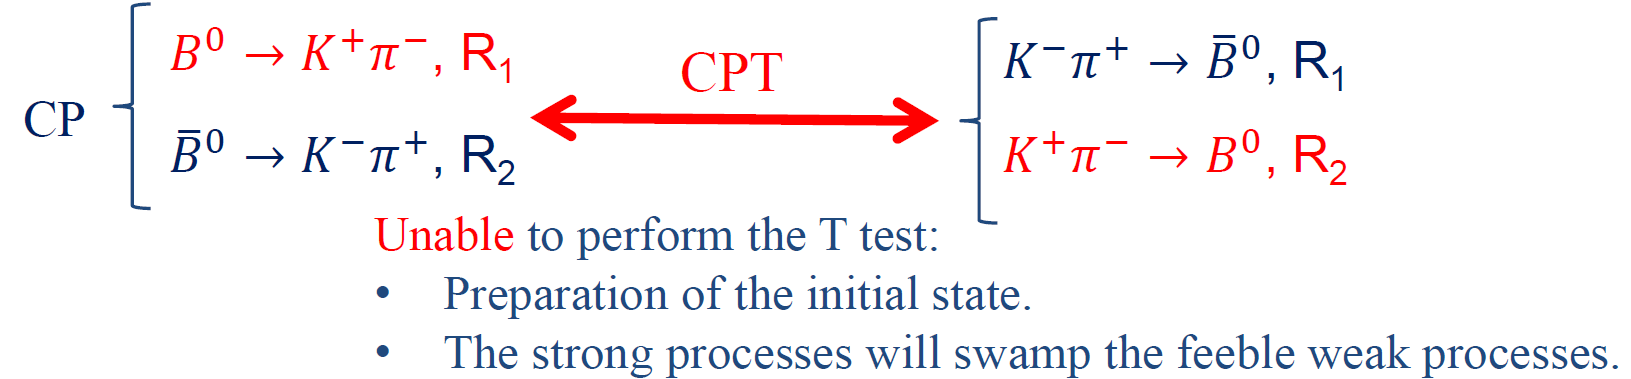 CP
B⁰ → K⁺π⁻, R₁
B̄⁰ → K⁻π⁺, R₂
CPT
K⁻π⁺ → B̄⁰, R₁
K⁺π⁻ → B⁰, R₂
Unable to perform the T test:
• Preparation of the initial state.
• The strong processes will swamp the feeble weak processes.